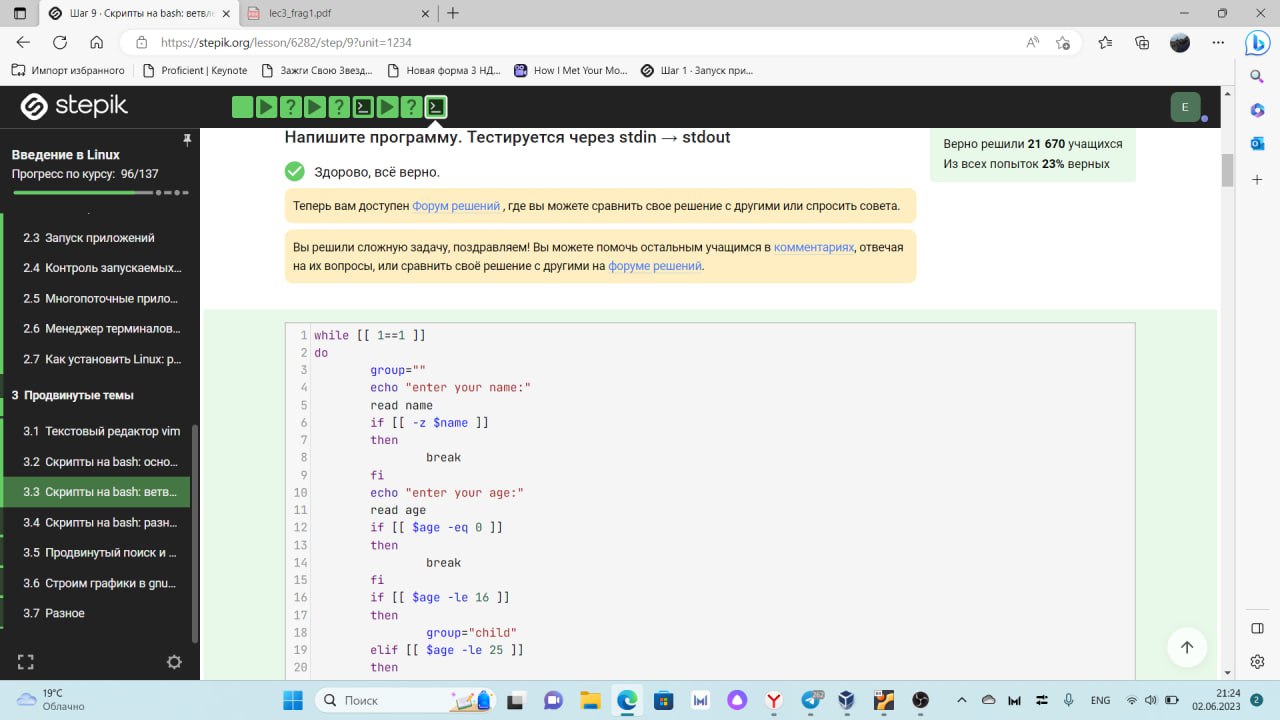 Шаг 9 · Скрипты на bash: ветвл
lec3_frag1.pdf
https://stepik.org/lesson/6282/step/9?unit=1234
Импорт избранного
Proficient | Keynote
Зажги Свою Звезд...
Новая форма 3 НД...
How I Met Your Mo...
Шаг 1 · Запуск при...
stepik
E
Введение в Linux
Прогресс по курсу: 96/137
2.3 Запуск приложений
2.4 Контроль запускаемых...
2.5 Многопоточные прило...
2.6 Менеджер терминалов...
2.7 Как установить Linux: р...
3 Продвинутые темы
3.1 Текстовый редактор vim
3.2 Скрипты на bash: осно...
3.3 Скрипты на bash: ветв...
3.4 Скрипты на bash: разн...
3.5 Продвинутый поиск и ...
3.6 Строим графики в gnu...
3.7 Разное
Напишите программу. Тестируется через stdin → stdout
Здорово, всё верно.
Верно решили 21 670 учащихся
Из всех попыток 23% верных
Теперь вам доступен Форум решений , где вы можете сравнить свое решение с другими или спросить совета.
Вы решили сложную задачу, поздравляем! Вы можете помочь остальным учащимся в комментариях, отвечая
на их вопросы, или сравнить своё решение с другими на форуме решений.
1 while [[ 1==1 ]]
2 do
3 group=""
4 echo "enter your name:"
5 read name
6 if [[ -z $name ]]
7 then
8 break
9 fi
10 echo "enter your age:"
11 read age
12 if [[ $age -eq 0 ]]
13 then
14 break
15 fi
16 if [[ $age -le 16 ]]
17 then
18 group="child"
19 elif [[ $age -le 25 ]]
20 then
19°C
Облачно
Поиск
ENG
21:24
02.06.2023
2